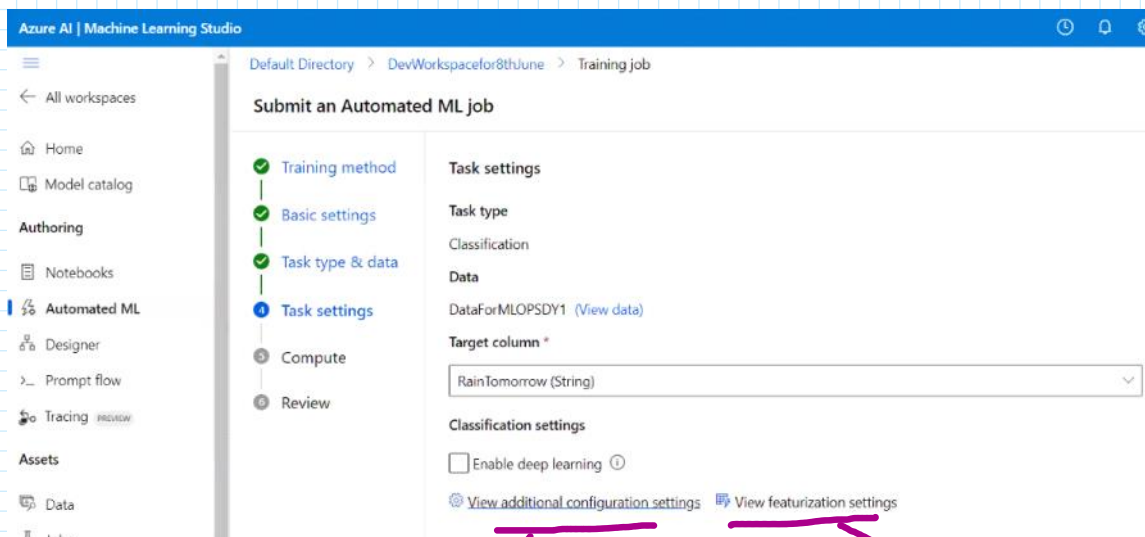 Azure AI | Machine Learning Studio
Default Directory > DevWorkspacefor8thJune > Training job
All workspaces
Submit an Automated ML job
Home
Model catalog
Authoring
Notebooks
Automated ML
Designer
Prompt flow
Tracing PREVIEW
Assets
Data
Training method
Basic settings
Task type & data
4 Task settings
5 Compute
6 Review
Task settings
Task type
Classification
Data
DataForMLOPSDY1 (View data)
Target column *
RainTomorrow (String)
Classification settings
Enable deep learning
View additional configuration settings View featurization settings